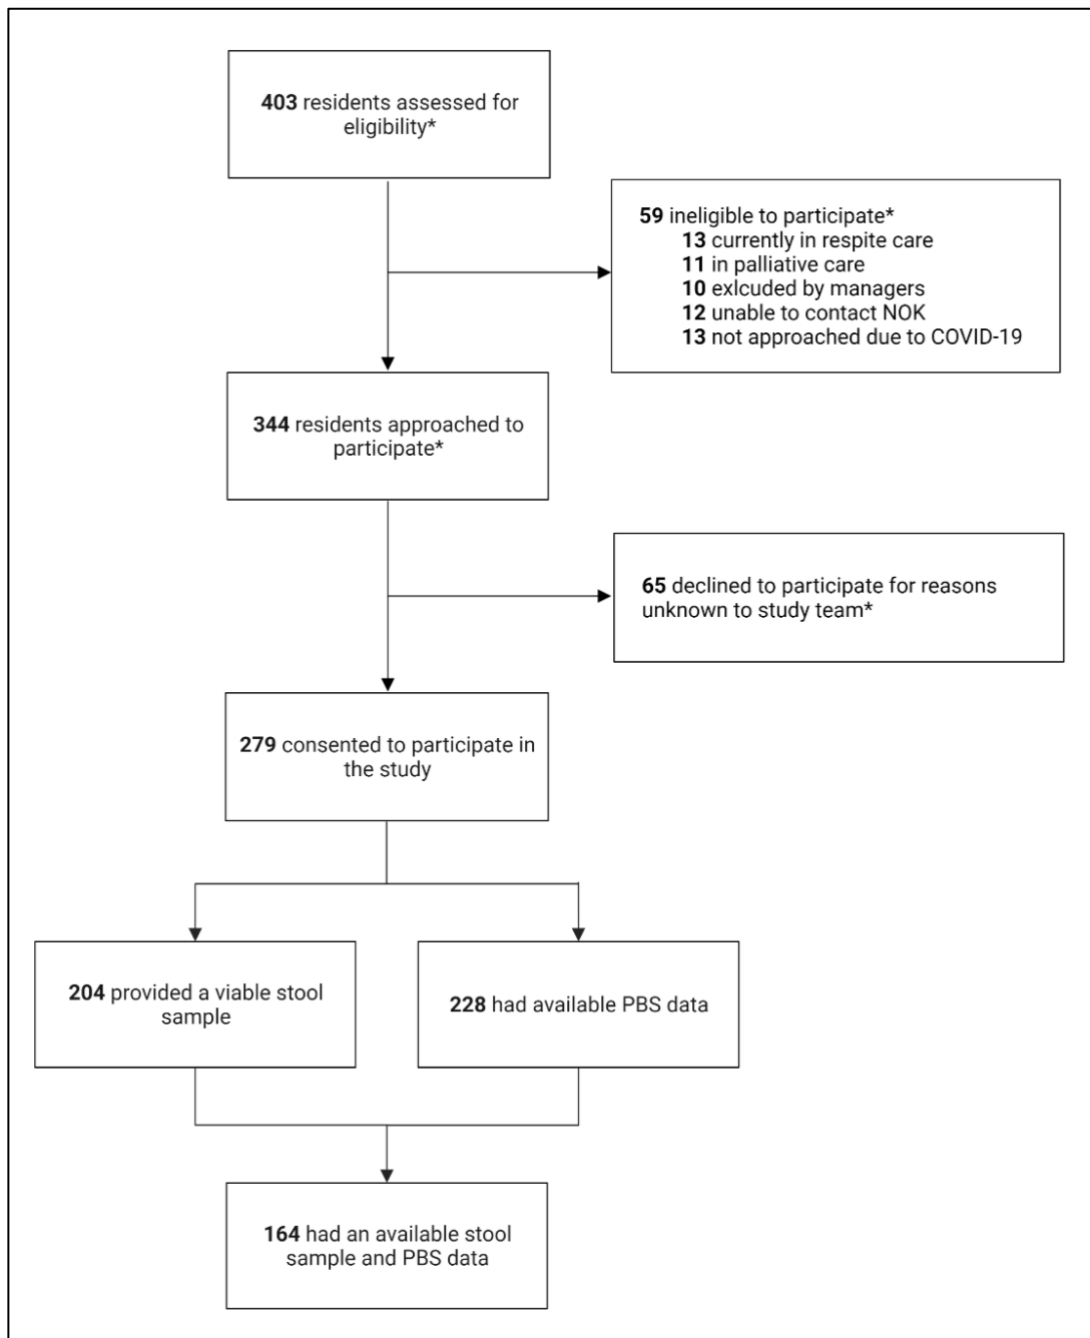 403 residents assessed for
eligibility*
59 ineligible to participate*
13 currently in respite care
11 in palliative care
10 exlcuded by managers
12 unable to contact NOK
13 not approached due to COVID-19
344 residents approached to
participate*
65 declined to participate for reasons
unknown to study team*
279 consented to participate in
the study
204 provided a viable stool
sample
228 had available PBS data
164 had an available stool
sample and PBS data